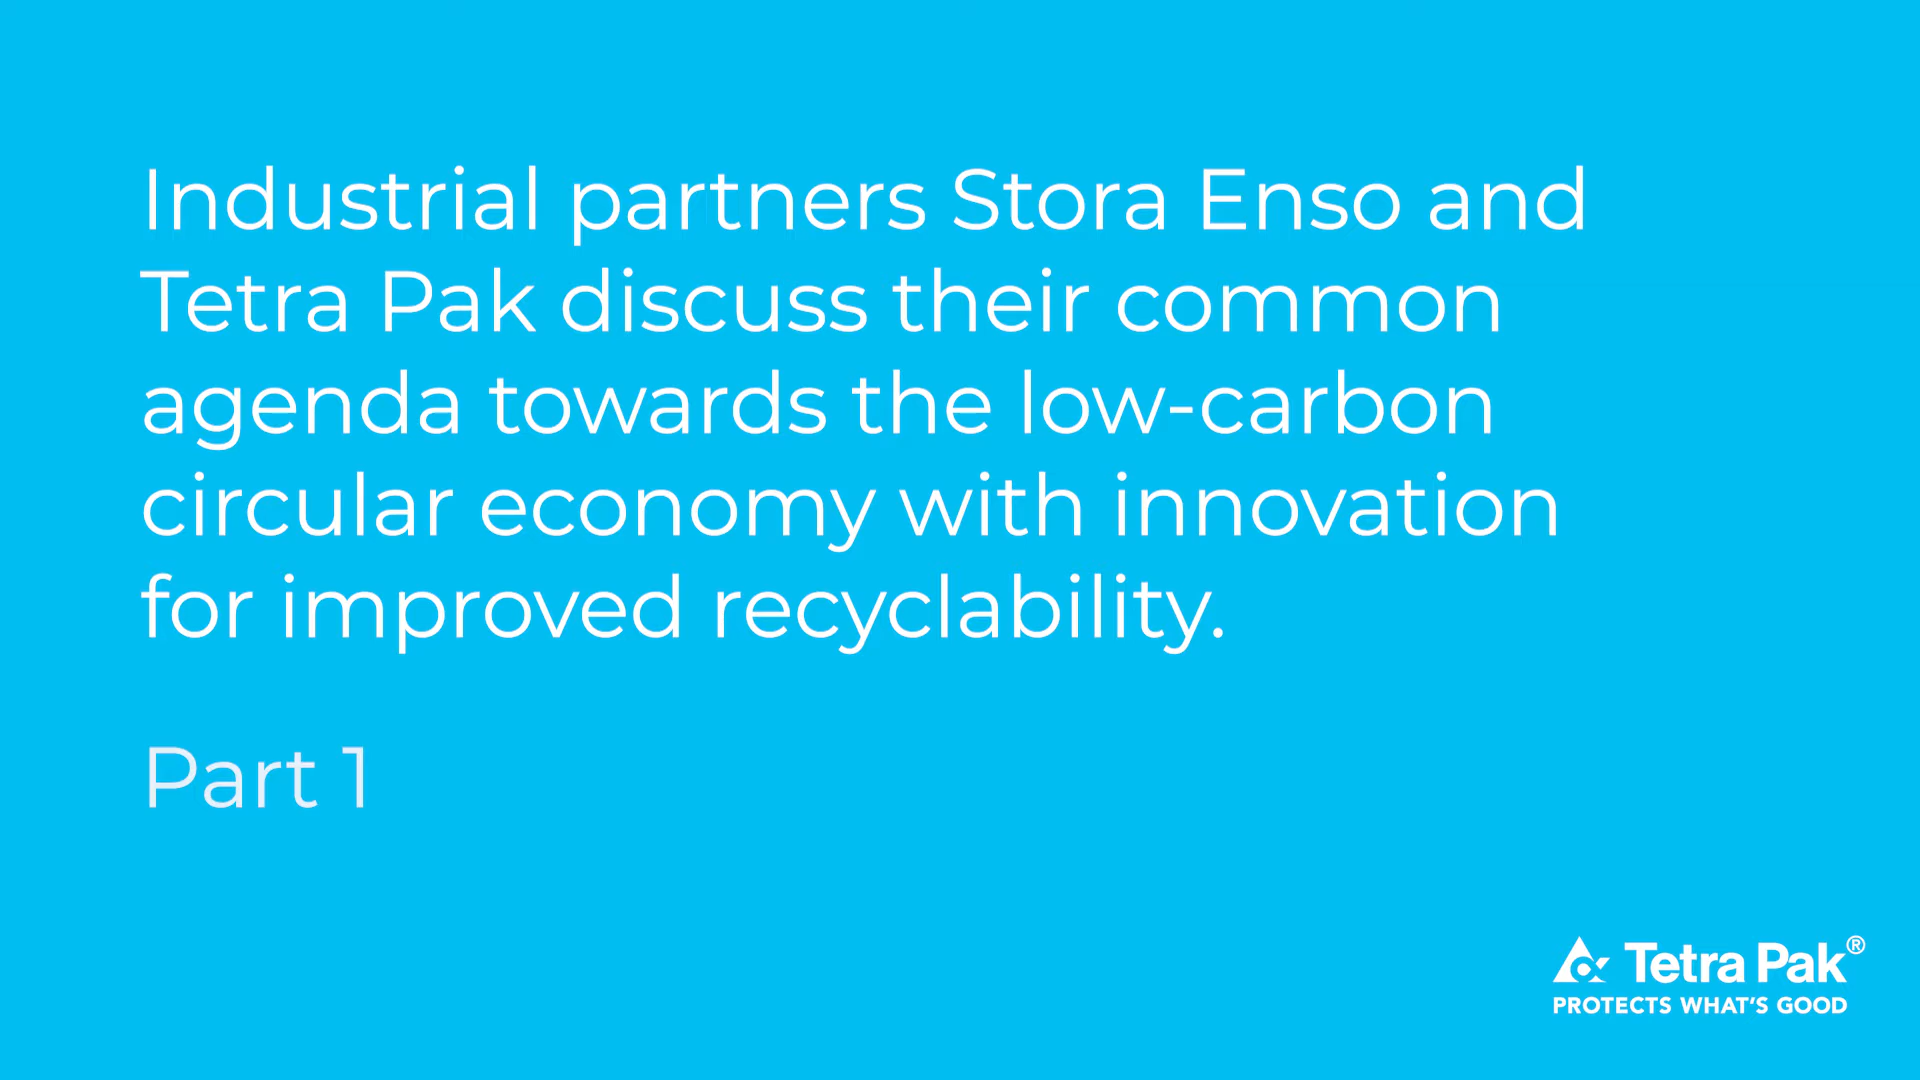 Industrial partners Stora Enso and
Tetra Pak discuss their common
agenda towards the low-carbon
circular economy with innovation
for improved recyclability.
Part 1
Tetra Pak®
PROTECTS WHAT'S GOOD